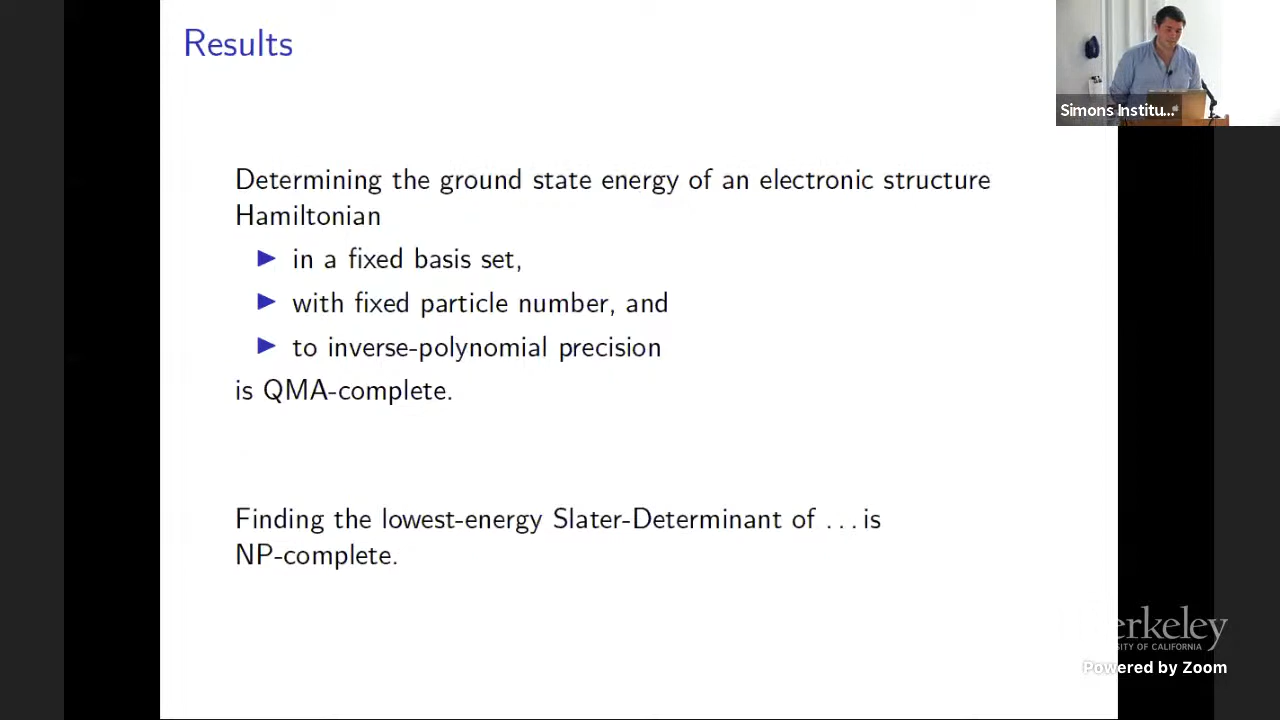 Results
Simons Institu...
Determining the ground state energy of an electronic structure
Hamiltonian
▶ in a fixed basis set,
▶ with fixed particle number, and
▶ to inverse-polynomial precision
is QMA-complete.
Finding the lowest-energy Slater-Determinant of ... is
NP-complete.
erkeley
SITY OF CALIFORNIA
Powered by Zoom